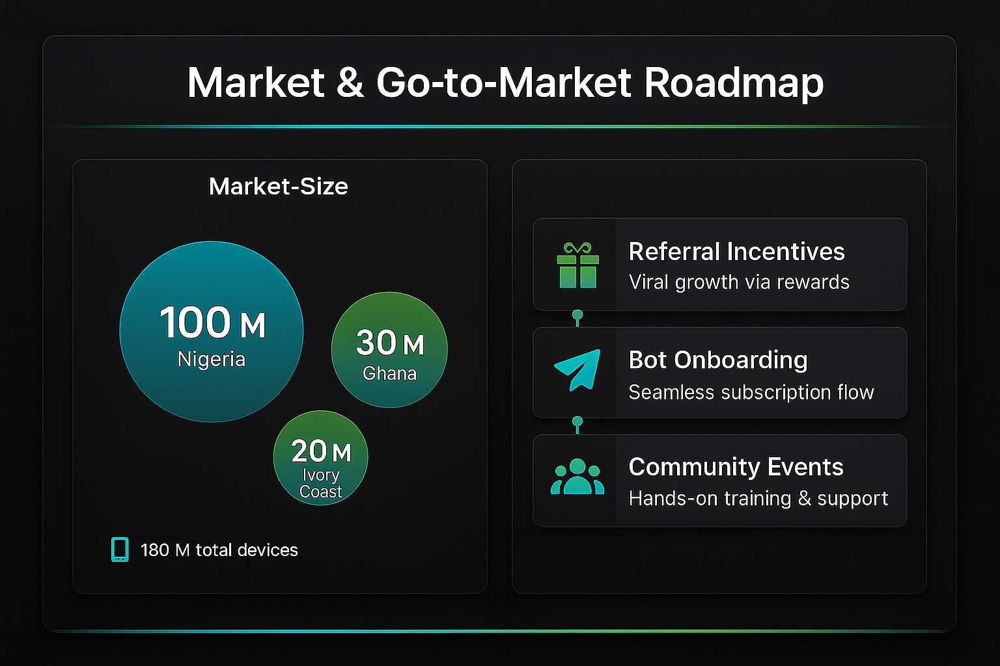 Market & Go-to-Market Roadmap
Market-Size
100 M
Nigeria
30 M
Ghana
20 M
Ivory
Coast
180 M total devices
Referral Incentives
Viral growth via rewards
Bot Onboarding
Seamless subscription flow
Community Events
Hands-on training & support